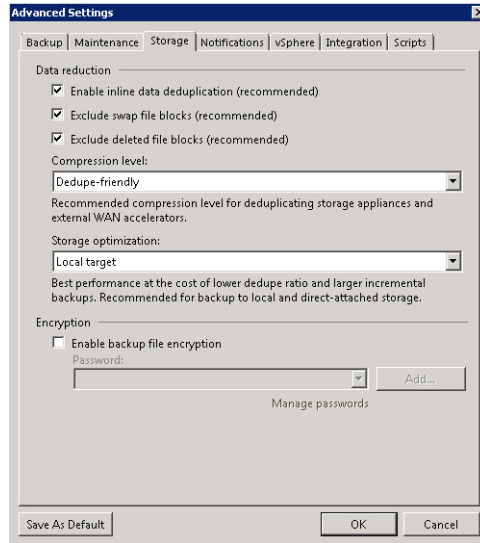 Advanced Settings
Backup Maintenance Storage Notifications vSphere Integration Scripts
Data reduction
Enable inline data deduplication (recommended)
Exclude swap file blocks (recommended)
Exclude deleted file blocks (recommended)
Compression level:
Dedupe-friendly
Recommended compression level for deduplicating storage appliances and
external WAN accelerators.
Storage optimization:
Local target
Best performance at the cost of lower dedupe ratio and larger incremental
backups. Recommended for backup to local and direct-attached storage.
Encryption
Enable backup file encryption
Password:
Add...
Manage passwords
Save As Default OK Cancel